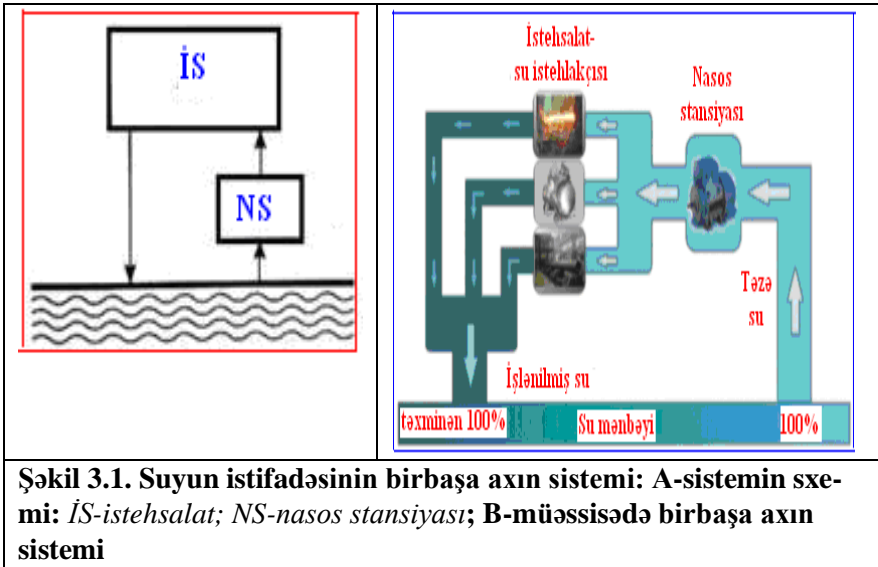 İS
NS
İstehsalat-
su istehlakçısı
Nasos
stansiyası
Təzə
su
İşlənilmiş su
təxminən 100%
Su mənbəyi
100%
Şəkil 3.1. Suyun istifadəsinin birbaşa axın sistemi: A-sistemin sxe-
mi: İS-istehsalat; NS-nasos stansiyası; B-müəssisədə birbaşa axın
sistemi